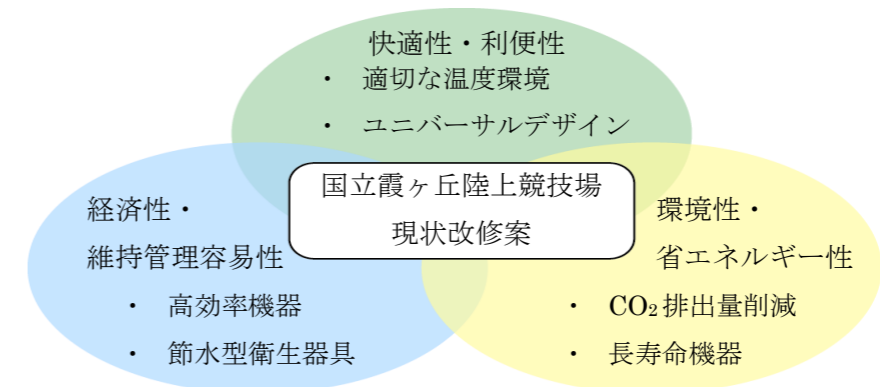 快適性・利便性
・ 適切な温度環境
・ ユニバーサルデザイン
国立霞ヶ丘陸上競技場
現状改修案
経済性・
維持管理容易性
・ 高効率機器
・ 節水型衛生器具
環境性・
省エネルギー性
・ CO₂排出量削減
・ 長寿命機器